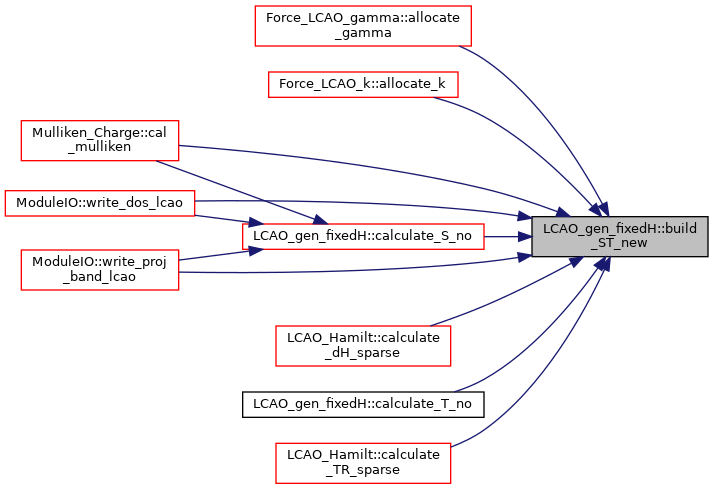 Force_LCAO_gamma::allocate
_gamma
Force_LCAO_k::allocate_k
Mulliken_Charge::cal
_mulliken
ModuleIO::write_dos_lcao
LCAO_gen_fixedH::build
_ST_new
LCAO_gen_fixedH::calculate_S_no
ModuleIO::write_proj
_band_lcao
LCAO_Hamilt::calculate
_dH_sparse
LCAO_gen_fixedH::calculate_T_no
LCAO_Hamilt::calculate
_TR_sparse